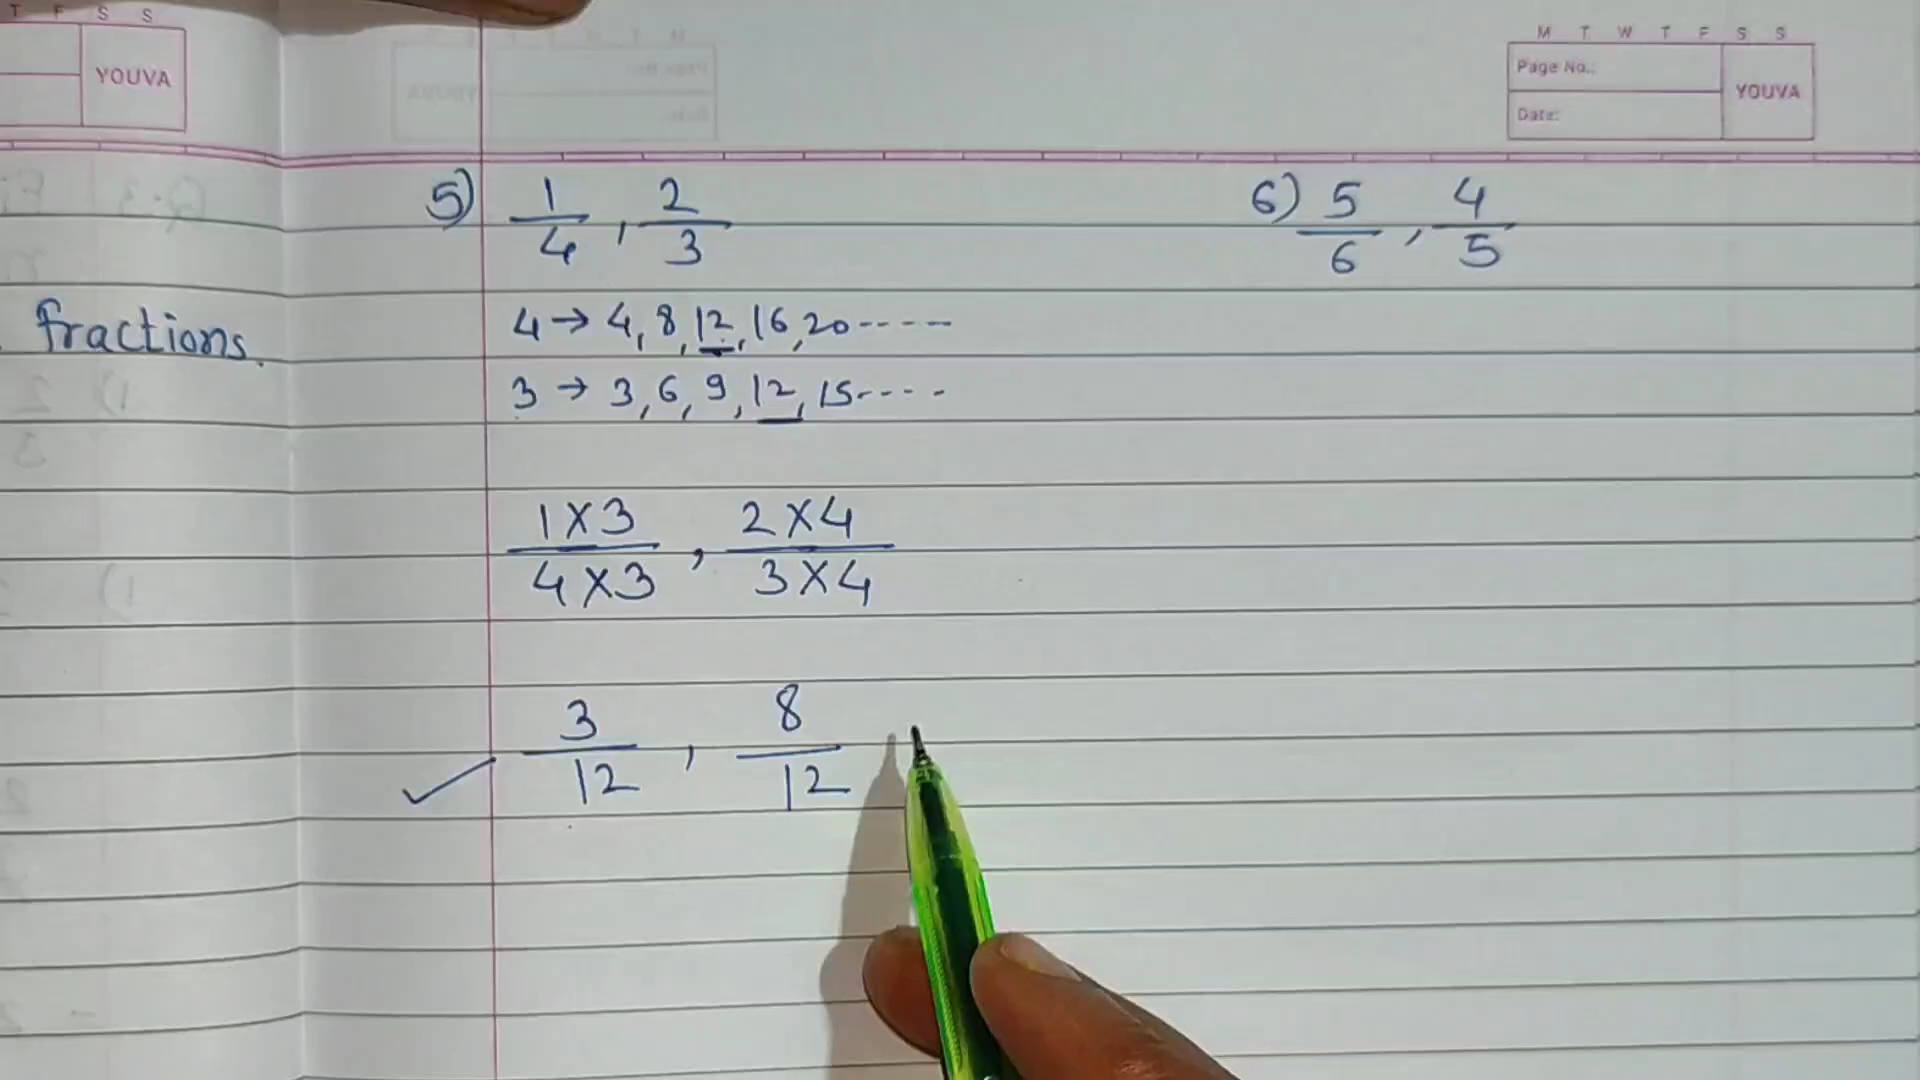 T F S S
YOUVA
M T W T F S S
Page No.:
Date:
YOUVA
fractions.
5) 1/4 , 2/3
4 → 4, 8, 12, 16, 20-----
3 → 3, 6, 9, 12, 15----
1×3/4×3 , 2×4/3×4
3/12 , 8/12
6) 5/6 , 4/5